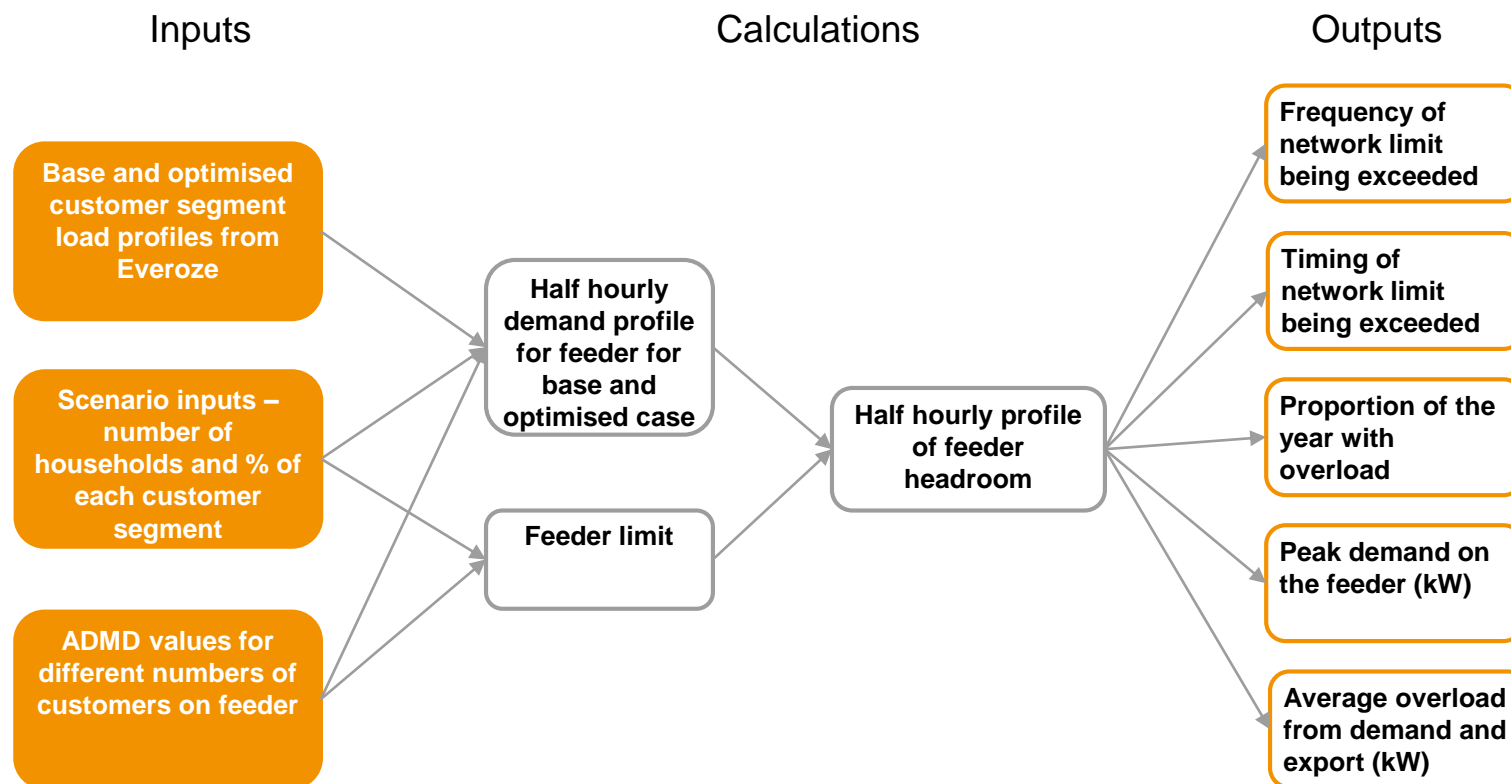 Inputs
Calculations
Outputs
Base and optimised
customer segment
load profiles from
Everoze
Scenario inputs –
number of
households and % of
each customer
segment
ADMD values for
different numbers of
customers on feeder
Half hourly
demand profile
for feeder for
base and
optimised case
Feeder limit
Half hourly profile
of feeder
headroom
Frequency of
network limit
being exceeded
Timing of
network limit
being exceeded
Proportion of the
year with
overload
Peak demand on
the feeder (kW)
Average overload
from demand and
export (kW)